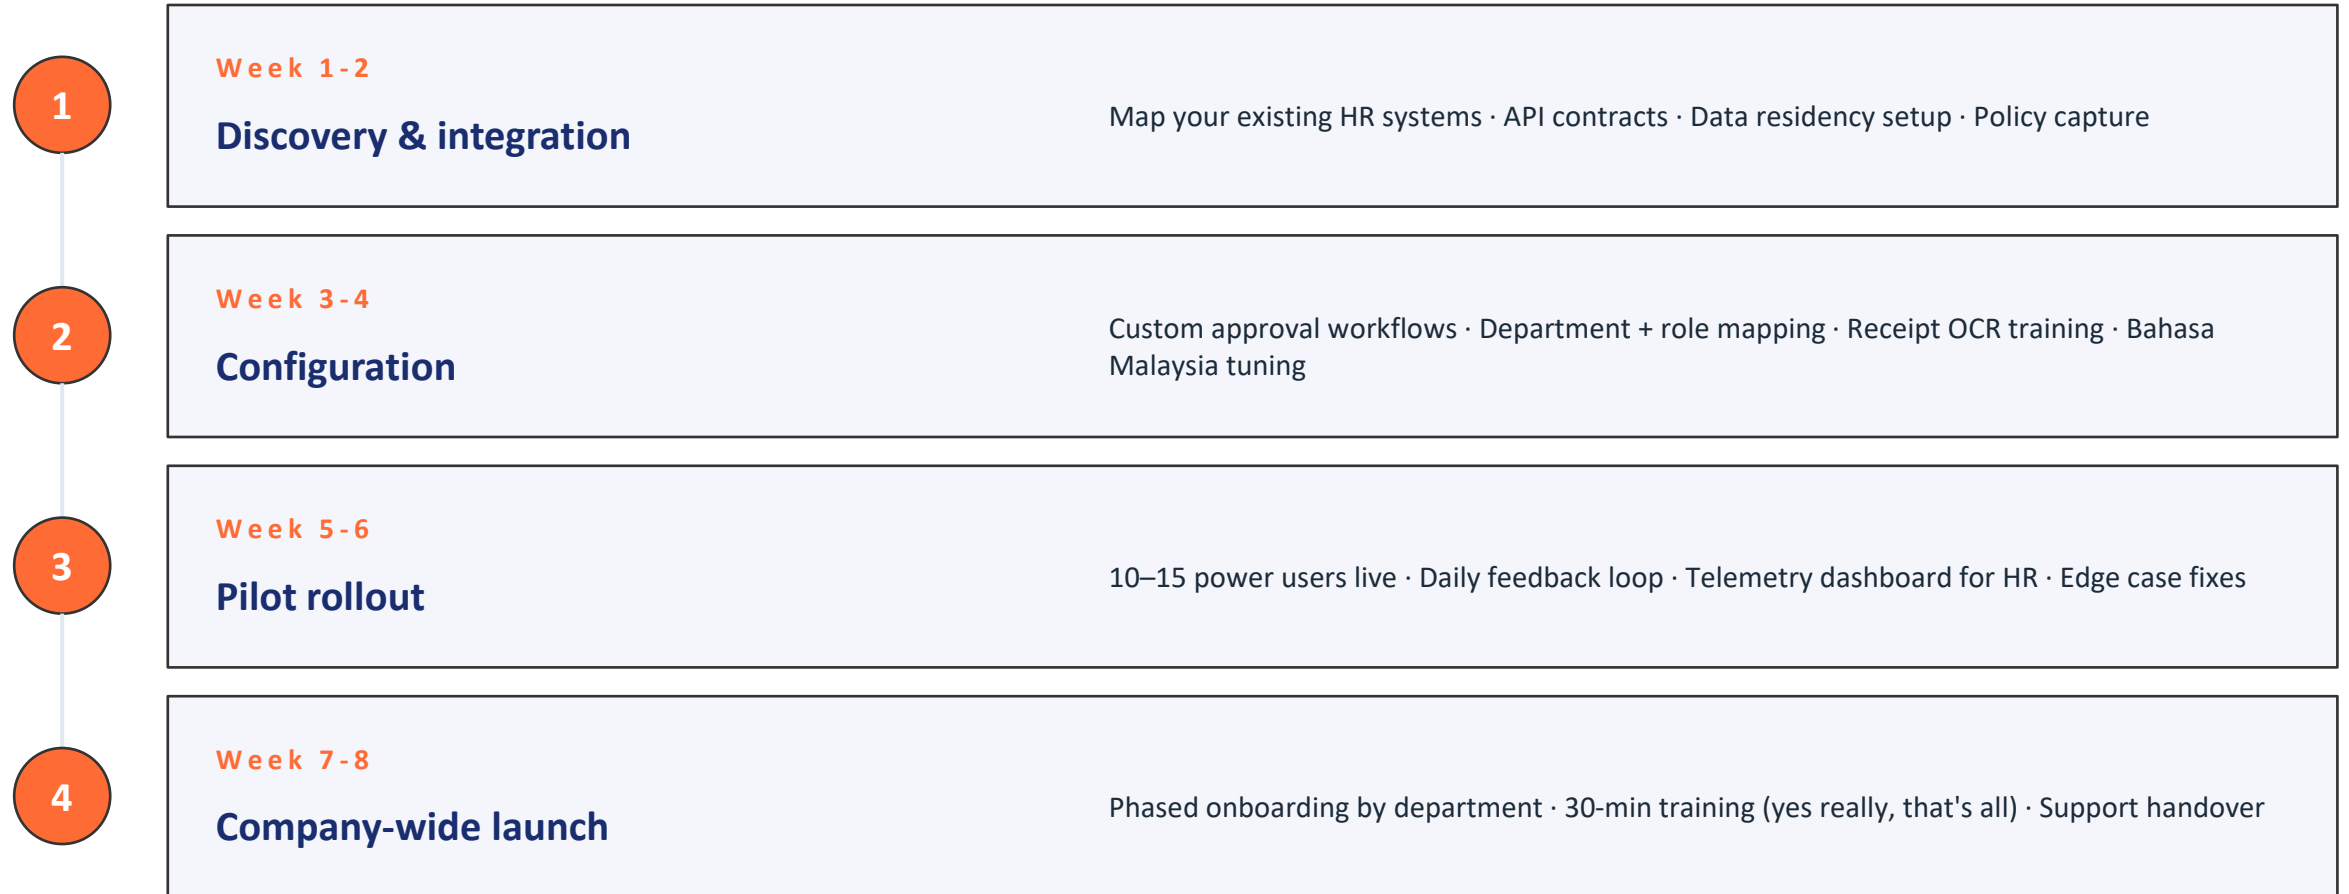 1
Week 1-2
Discovery & integration
Map your existing HR systems · API contracts · Data residency setup · Policy capture
2
Week 3-4
Configuration
Custom approval workflows · Department + role mapping · Receipt OCR training · Bahasa
Malaysia tuning
3
Week 5-6
Pilot rollout
10–15 power users live · Daily feedback loop · Telemetry dashboard for HR · Edge case fixes
4
Week 7-8
Company-wide launch
Phased onboarding by department · 30-min training (yes really, that's all) · Support handover